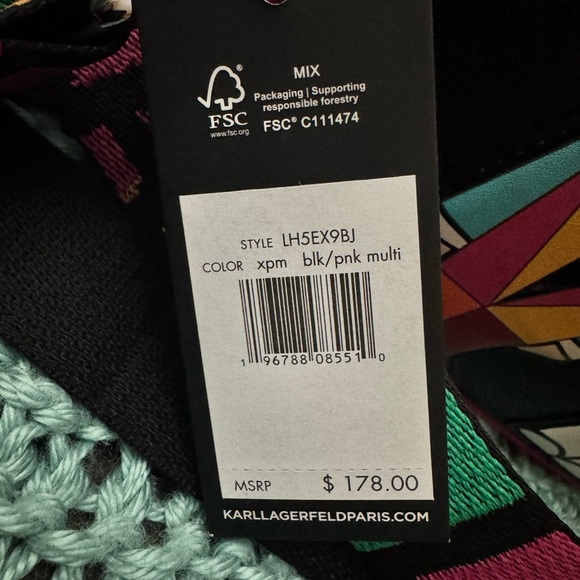 MIX
Packaging | Supporting
responsible forestry
FSC® C111474
FSC
www.fsc.org
STYLE LH5EX9BJ
COLOR xpm blk/pnk multi
1 96788 08551 0
MSRP $ 178.00
KARLLAGERFELDPARIS.COM